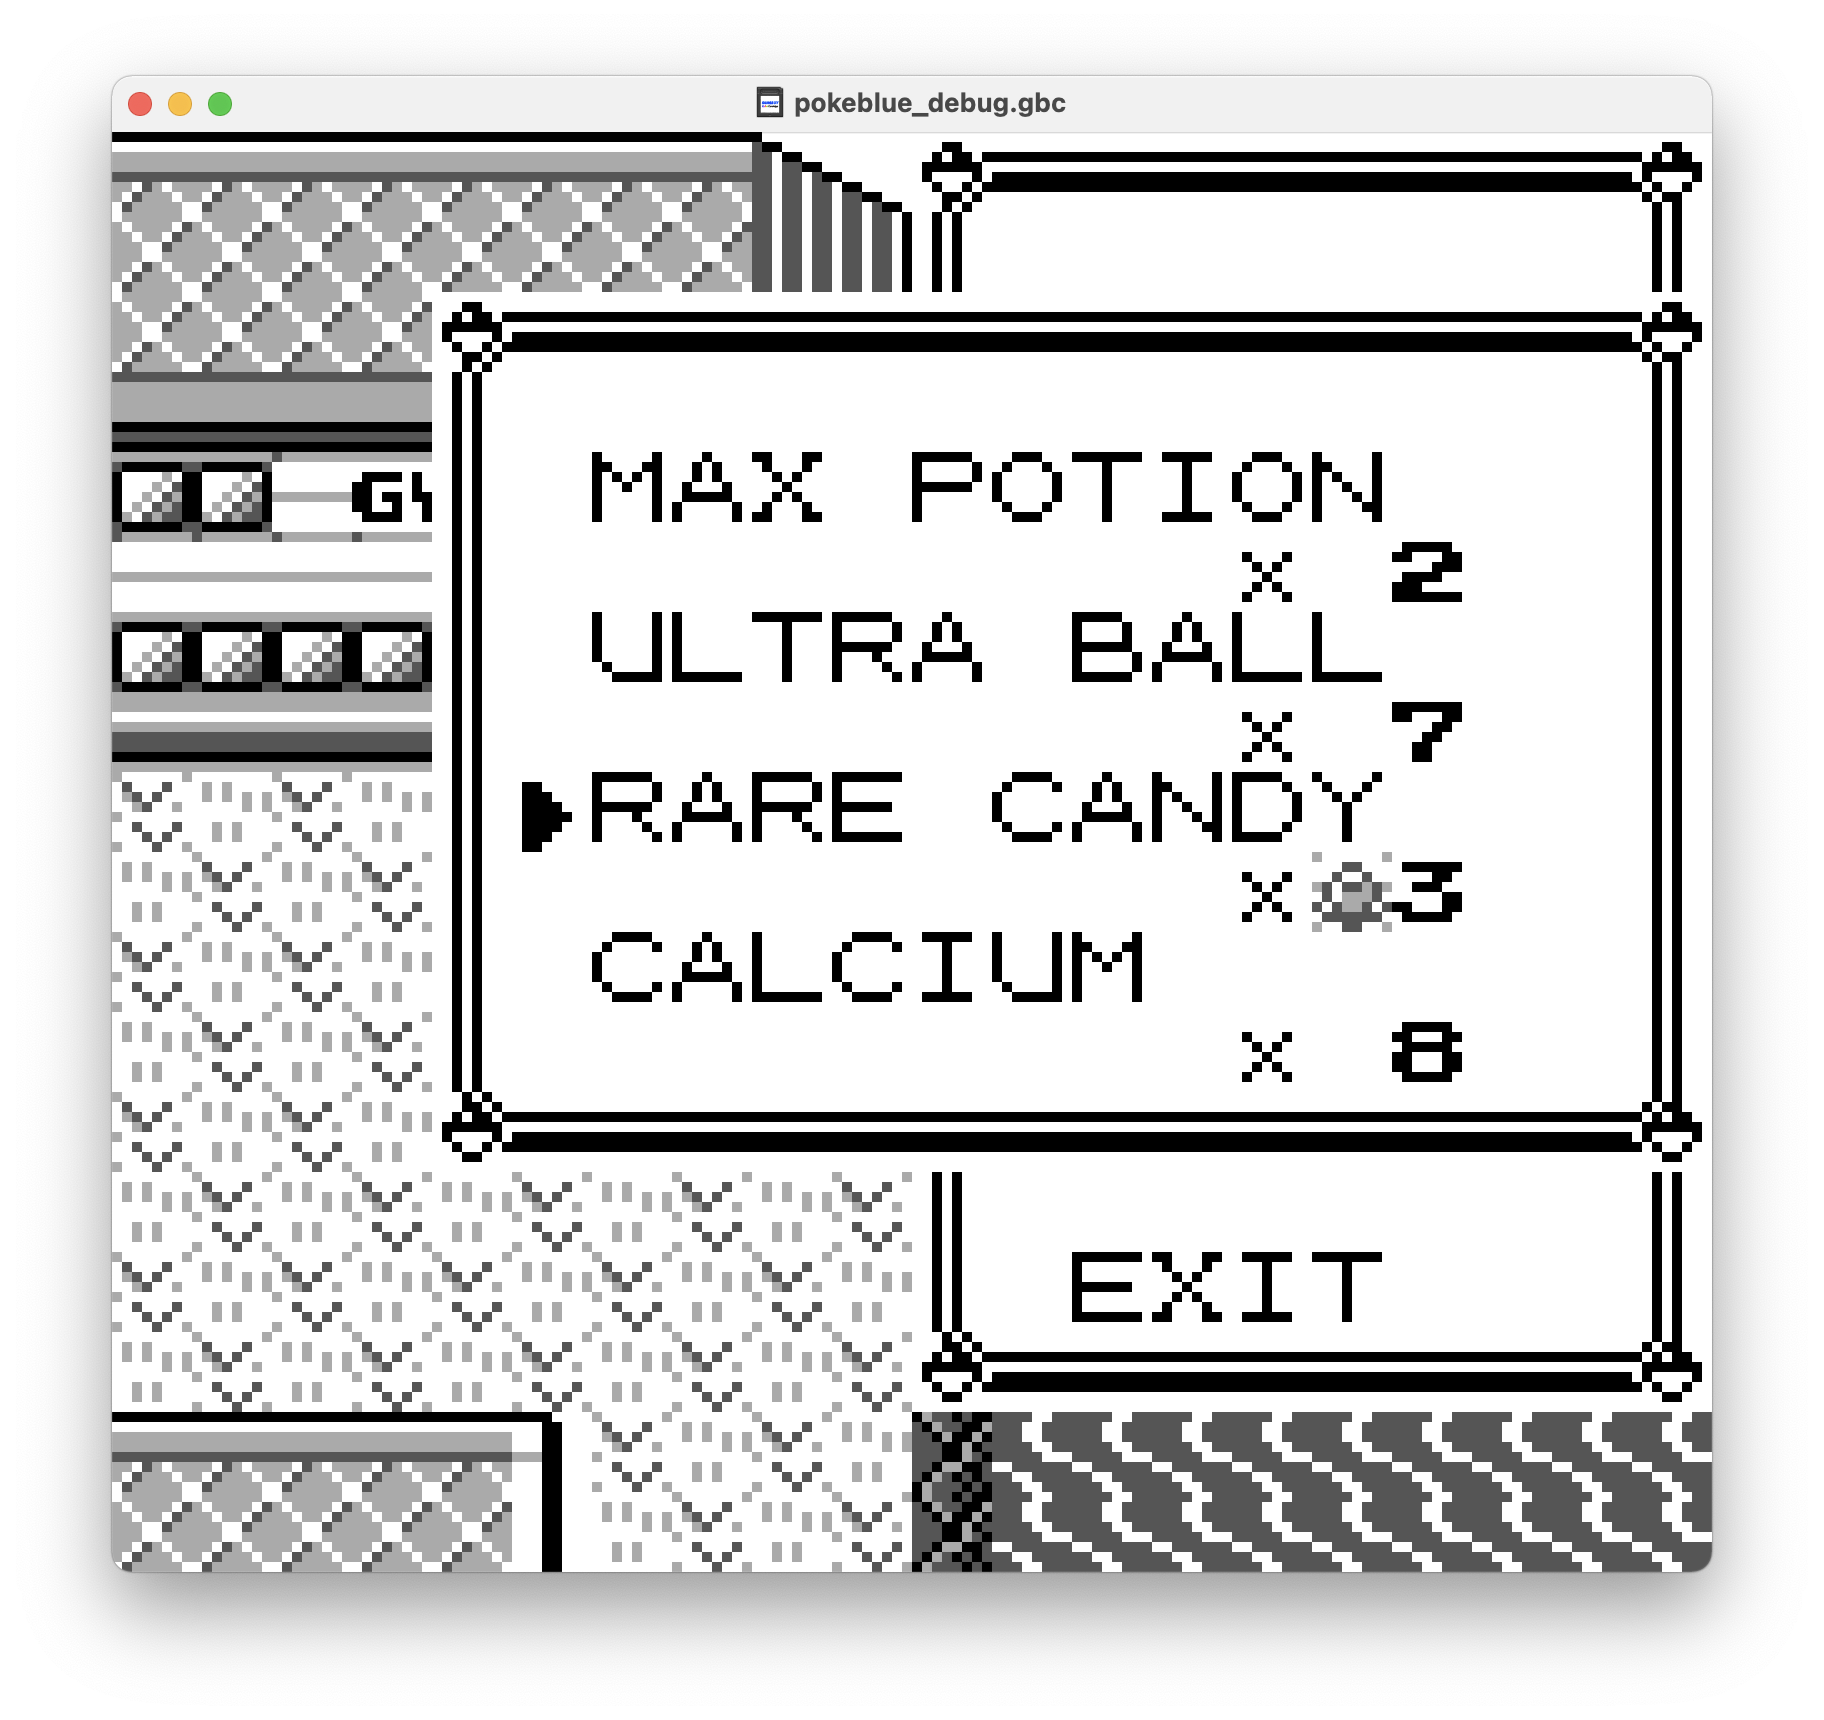 pokeblue_debug.gbc
MAX POTION
× 2
ULTRA BALL
× 7
▶RARE CANDY
× 3
CALCIUM
× 8
EXIT